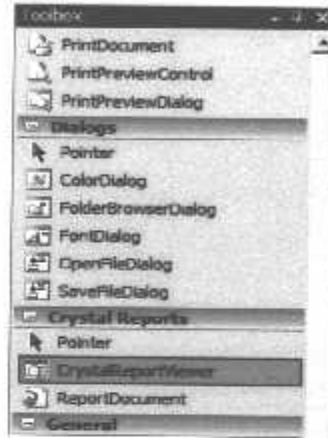 Toolbox
PrintDocument
PrintPreviewControl
PrintPreviewDialog
Dialogs
Pointer
ColorDialog
FolderBrowserDialog
FontDialog
OpenFileDialog
SaveFileDialog
Crystal Reports
Pointer
CrystalReportViewer
ReportDocument
General